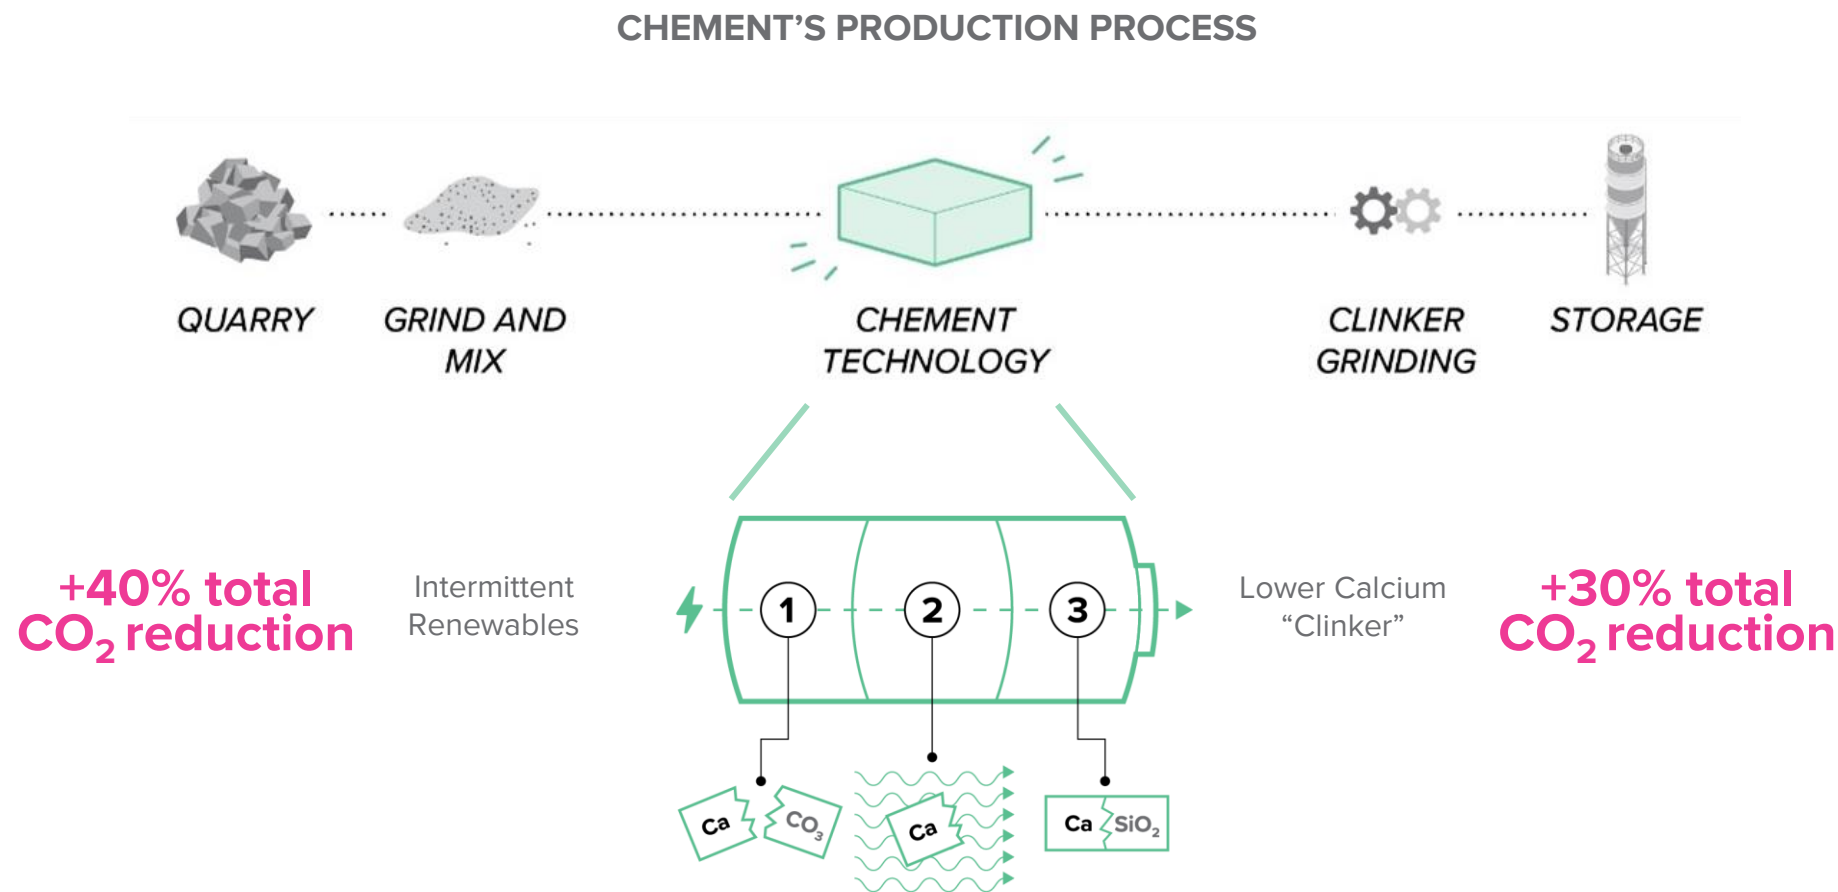 CHEMENT’S PRODUCTION PROCESS
QUARRY
GRIND AND
MIX
CHEMENT
TECHNOLOGY
CLINKER
GRINDING
STORAGE
+40% total
CO₂ reduction
Intermittent
Renewables
1
2
3
Lower Calcium
“Clinker”
+30% total
CO₂ reduction
Ca
CO₃
Ca
Ca
SiO₂